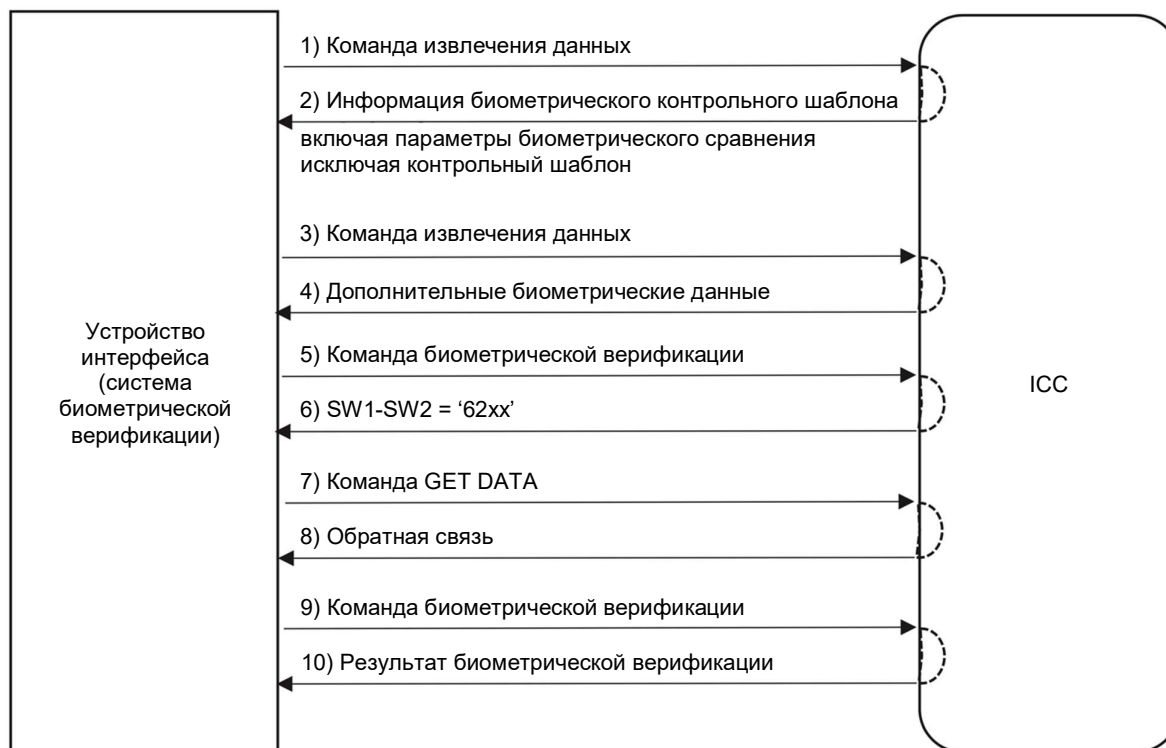 1) Команда извлечения данных
2) Информация биометрического контрольного шаблона
включая параметры биометрического сравнения
исключая контрольный шаблон
3) Команда извлечения данных
4) Дополнительные биометрические данные
Устройство
интерфейса
(система
биометрической
верификации)
5) Команда биометрической верификации
ICC
6) SW1-SW2 = ‘62xx’
7) Команда GET DATA
8) Обратная связь
9) Команда биометрической верификации
10) Результат биометрической верификации